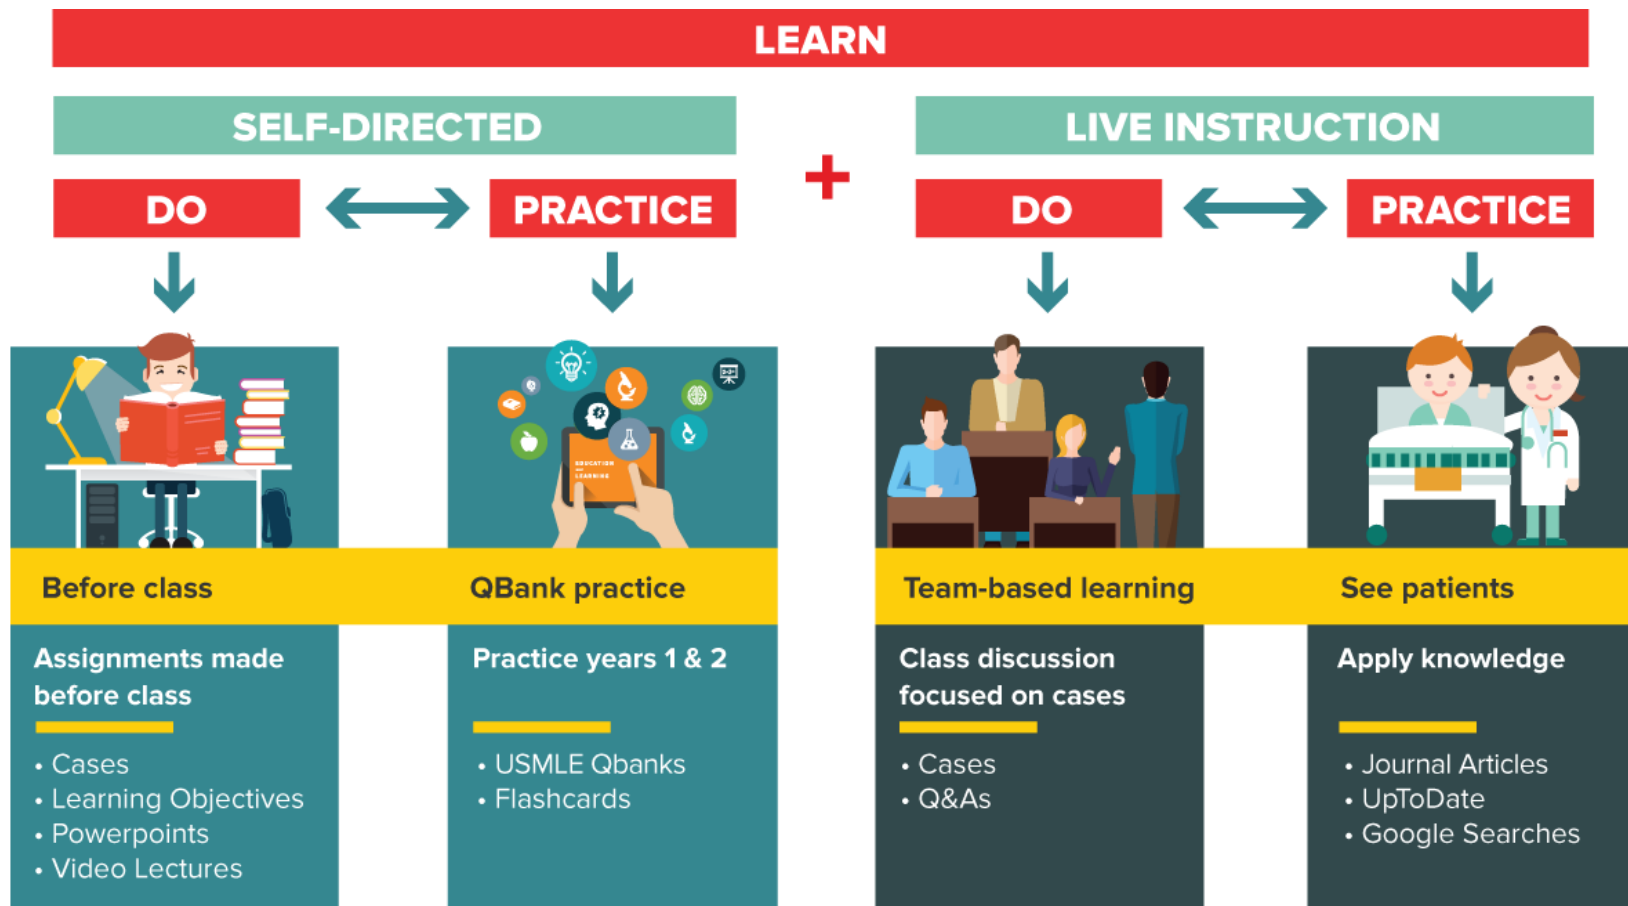 LEARN
SELF-DIRECTED
LIVE INSTRUCTION
+
DO
PRACTICE
DO
PRACTICE
EDUCATION
LEARNING
Before class
QBank practice
Team-based learning
See patients
Assignments made
before class
• Cases
• Learning Objectives
• Powerpoints
• Video Lectures
Practice years 1 & 2
• USMLE Qbanks
• Flashcards
Class discussion
focused on cases
• Cases
• Q&As
Apply knowledge
• Journal Articles
• UpToDate
• Google Searches